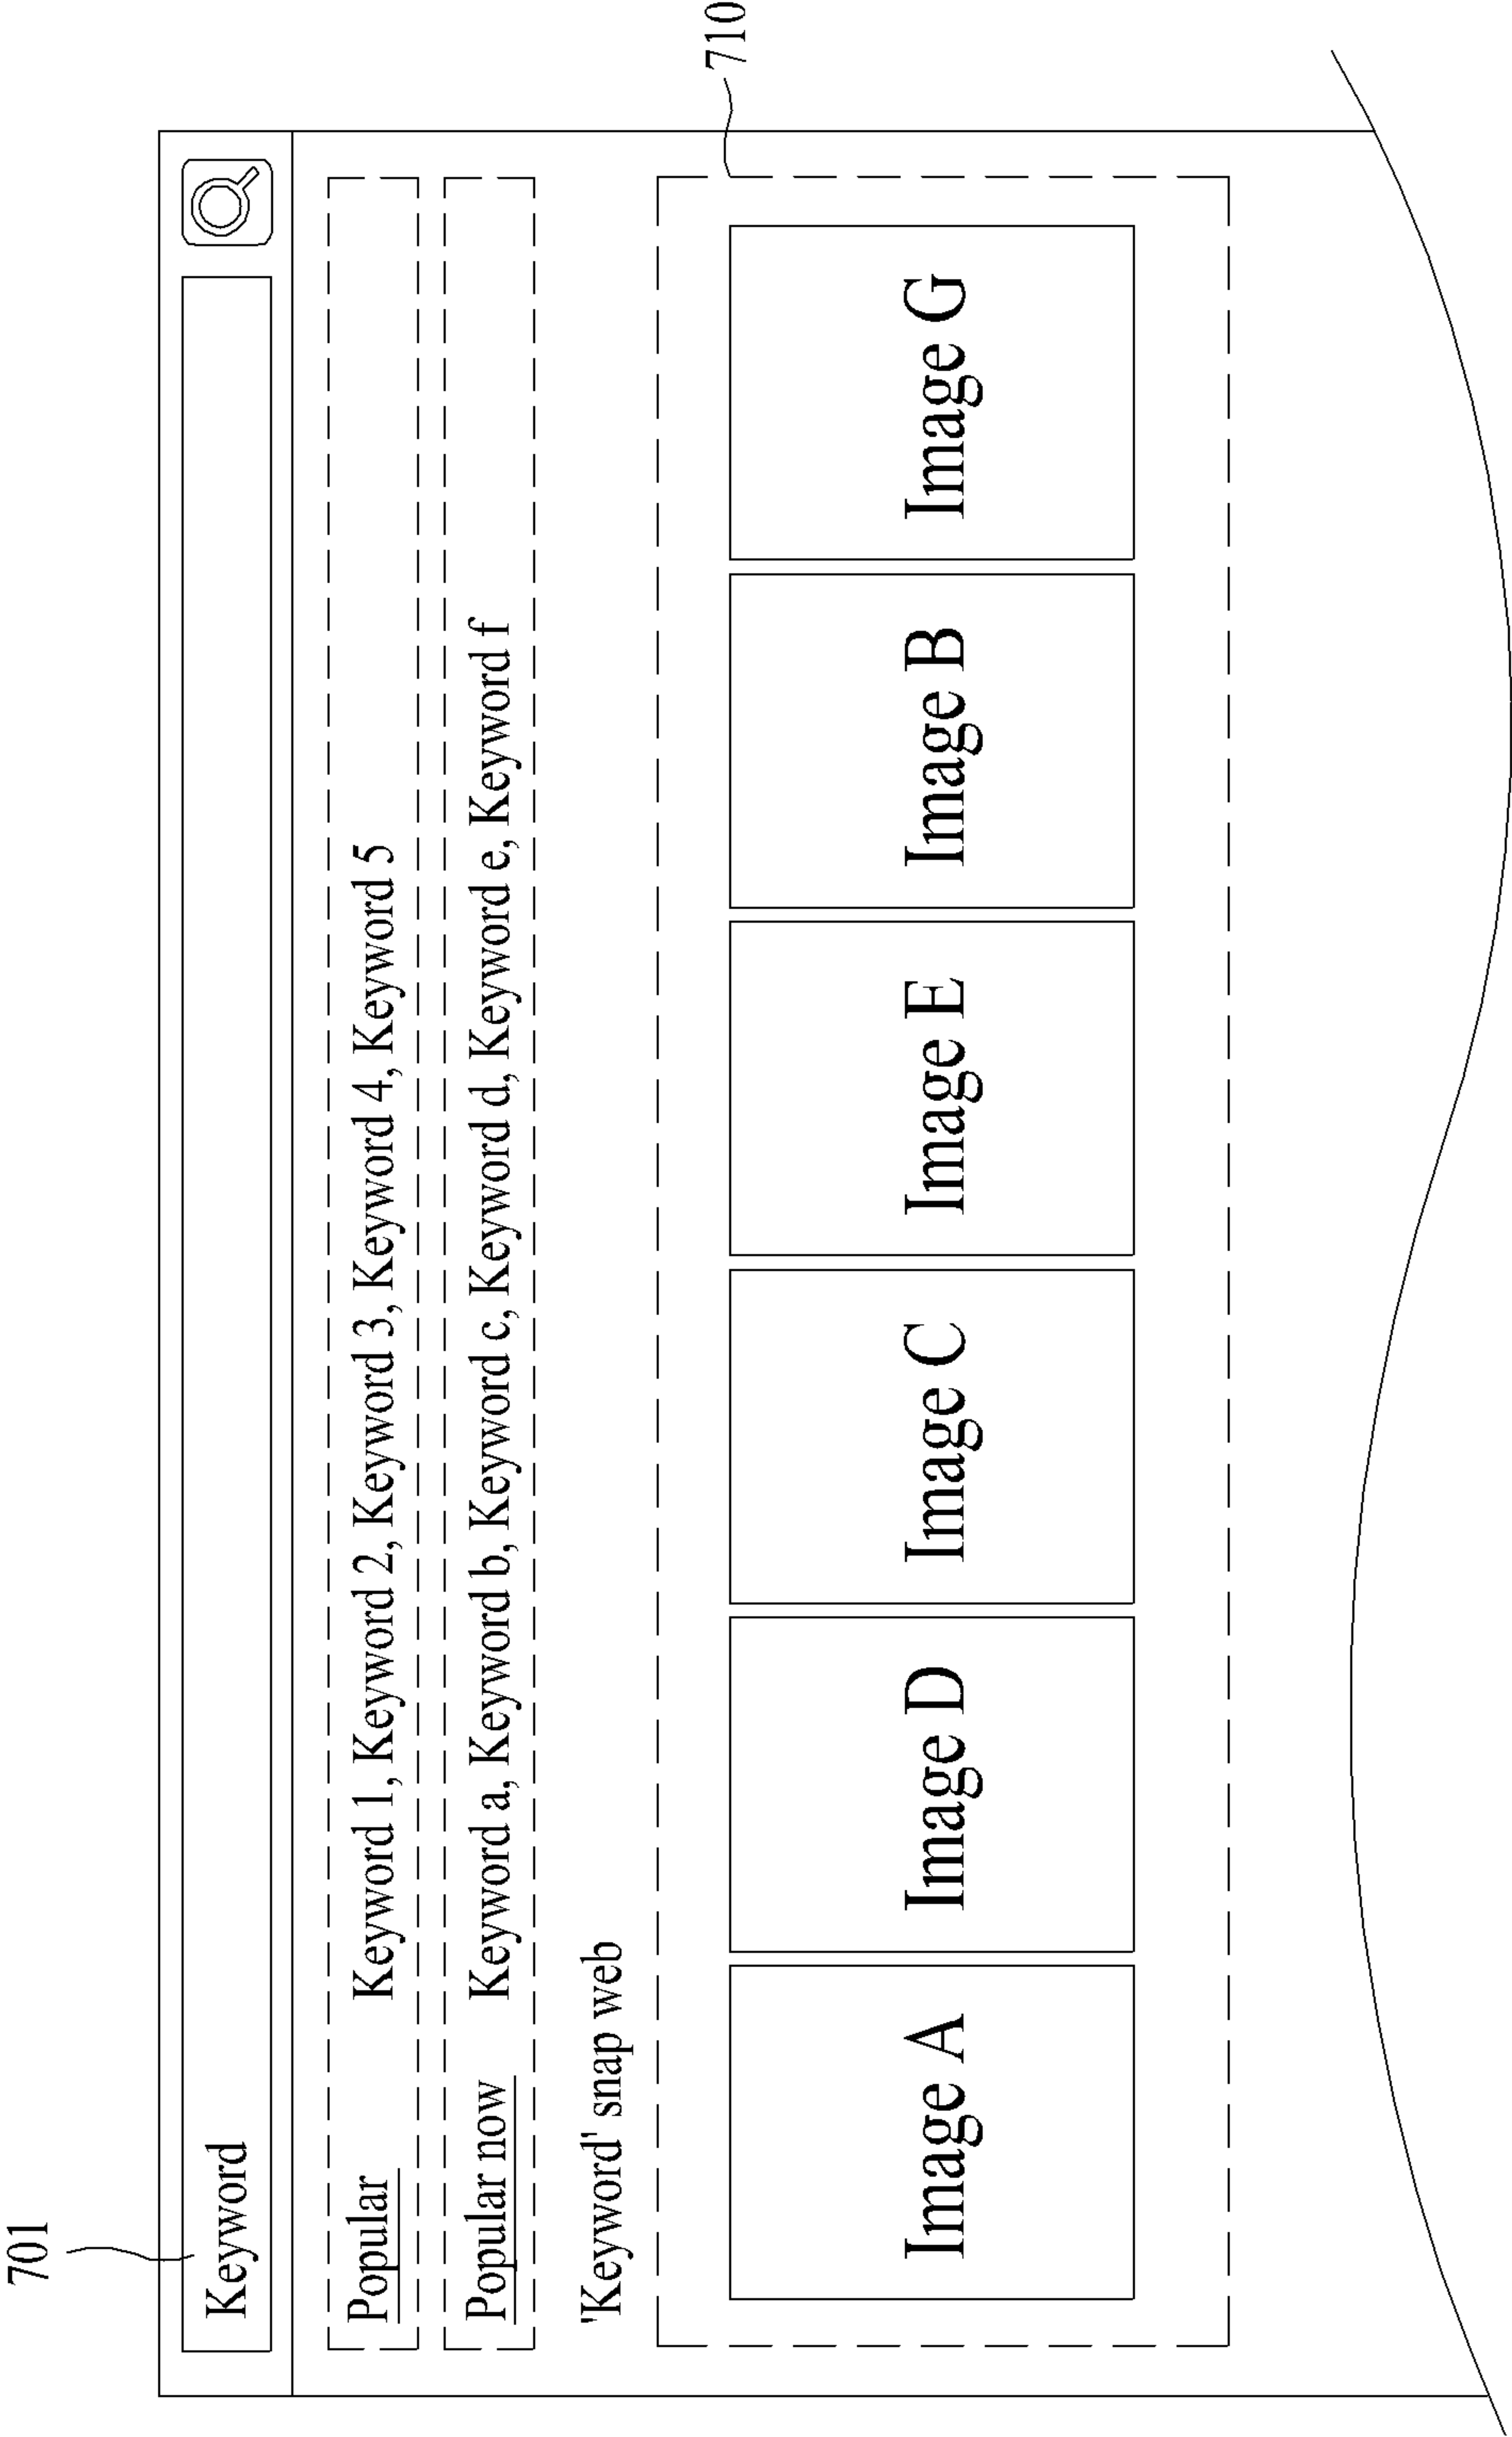 701
Keyword
Popular Keyword 1, Keyword 2, Keyword 3, Keyword 4, Keyword 5
Popular now Keyword a, Keyword b, Keyword c, Keyword d, Keyword e, Keyword f
'Keyword' snap web
710
Image A
Image D
Image C
Image E
Image B
Image G